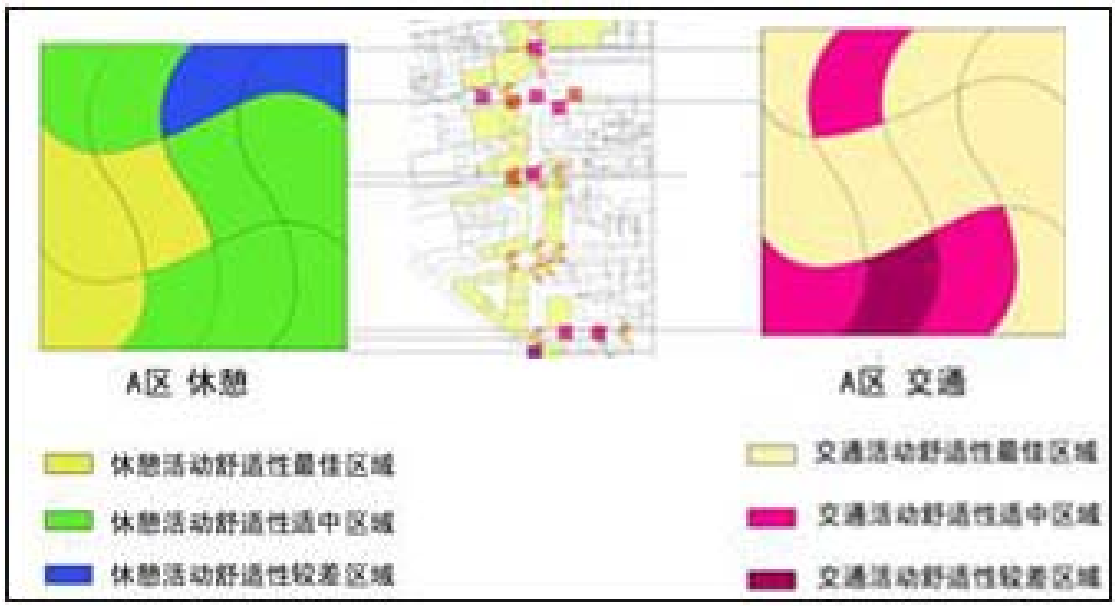 A区 休憩
A区 交通
休憩活动舒适性最佳区域
休憩活动舒适性适中区域
休憩活动舒适性较差区域
交通活动舒适性最佳区域
交通活动舒适性适中区域
交通活动舒适性较差区域